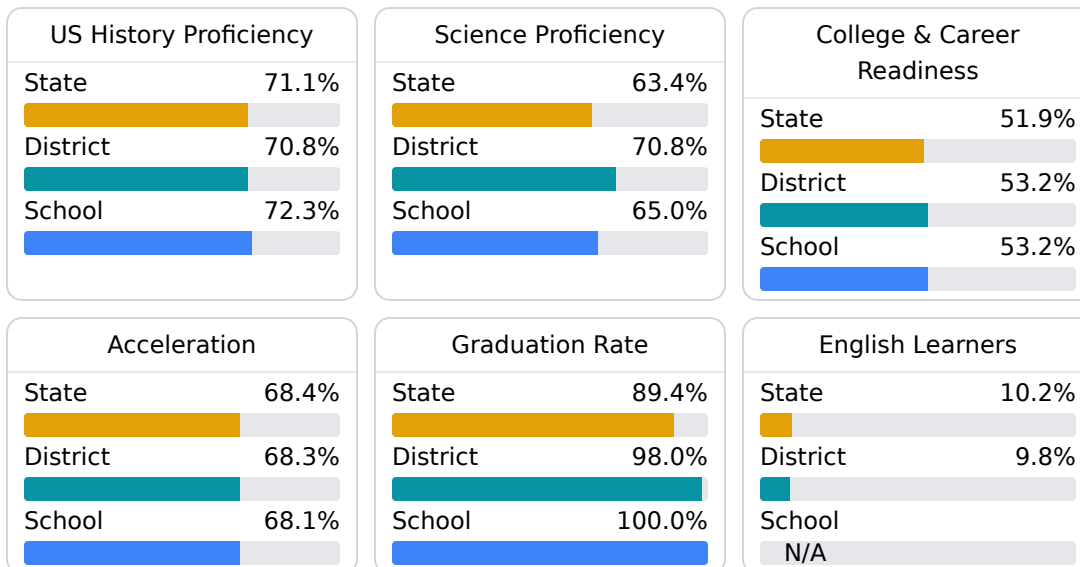 US History Proficiency
State 71.1%
District 70.8%
School 72.3%
Science Proficiency
State 63.4%
District 70.8%
School 65.0%
College & Career
Readiness
State 51.9%
District 53.2%
School 53.2%
Acceleration
State 68.4%
District 68.3%
School 68.1%
Graduation Rate
State 89.4%
District 98.0%
School 100.0%
English Learners
State 10.2%
District 9.8%
School
N/A